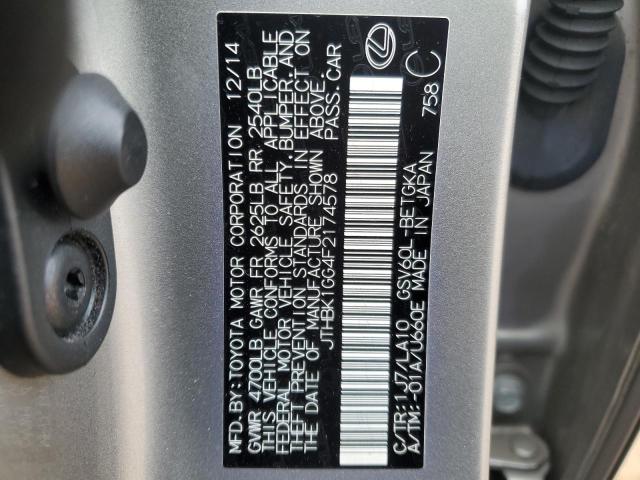 MFD.BY:TOYOTA MOTOR CORPORATION 12/14
GVWR 4700LB GAWR FR 2625LB RR 2540LB
THIS VEHICLE CONFORMS TO ALL APPLICABLE
FEDERAL MOTOR VEHICLE SAFETY,BUMPER,AND
THEFT PREVENTION STANDARDS IN EFFECT ON
THE DATE OF MANUFACTURE SHOWN ABOVE.
JTHBK1GG4F2174578 PASS.CAR
C/TR:1J7/LA10 GSV60L-BETGKA
A/TM:-01A/U660E MADE IN JAPAN
758 C